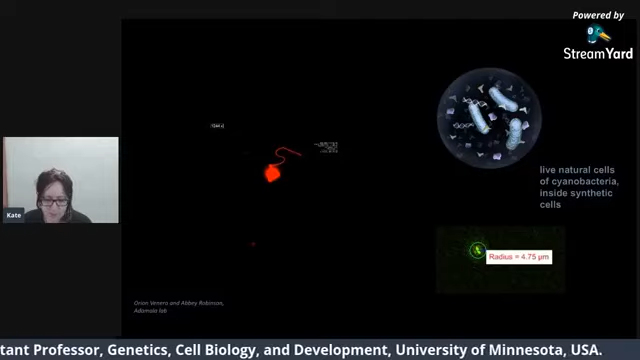 Powered by
StreamYard
live natural cells
of cyanobacteria,
inside synthetic
cells
Radius = 4.75 µm
Kate
Orion Venero and Abbey Robinson,
Adamala lab
tant Professor, Genetics, Cell Biology, and Development, University of Minnesota, USA.